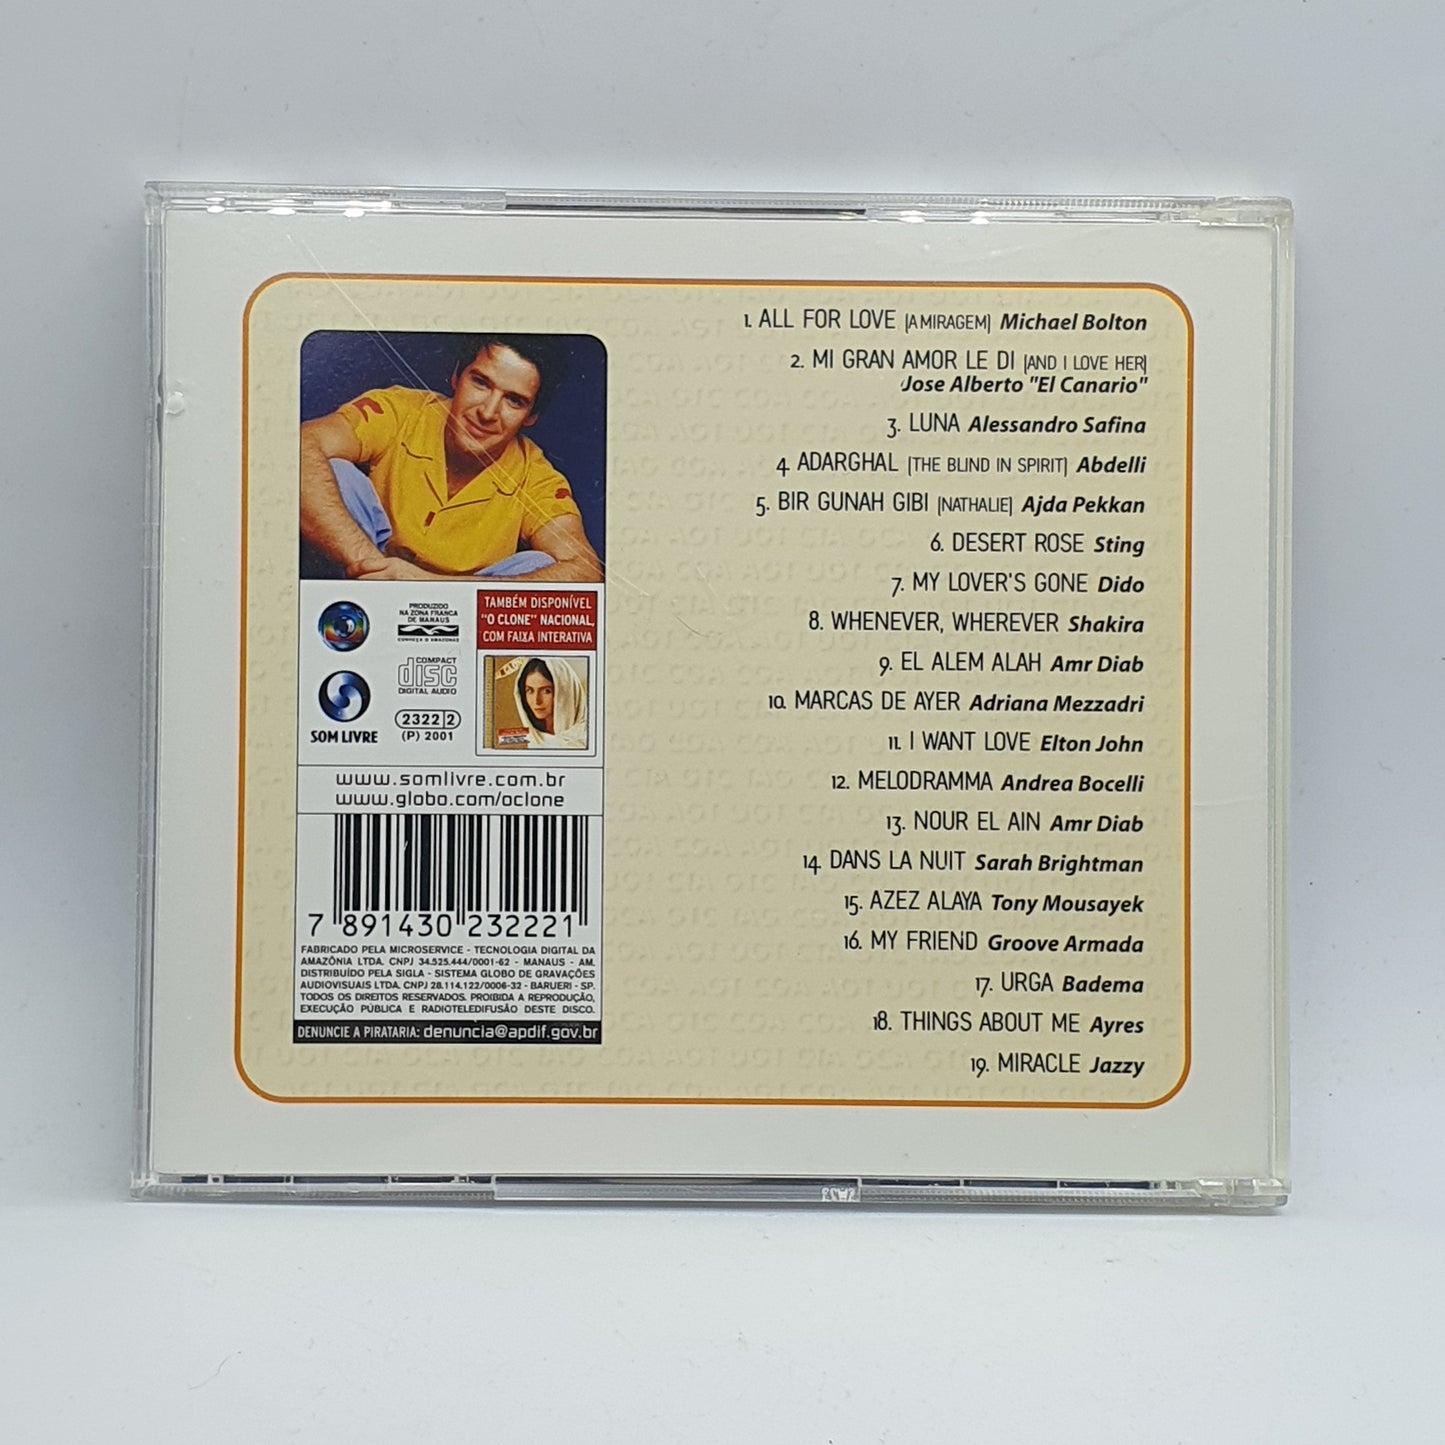 1. ALL FOR LOVE [A MIRAGEM] Michael Bolton
2. MI GRAN AMOR LE DI [AND I LOVE HER]
Jose Alberto "El Canario"
3. LUNA Alessandro Safina
4 ADARGHAL [THE BLIND IN SPIRIT] Abdelli
5. BIR GUNAH GIBI [NATHALIE] Ajda Pekkan
6. DESERT ROSE Sting
7. MY LOVER'S GONE Dido
8. WHENEVER, WHEREVER Shakira
9. EL ALEM ALAH Amr Diab
10. MARCAS DE AYER Adriana Mezzadri
11. I WANT LOVE Elton John
12. MELODRAMMA Andrea Bocelli
13. NOUR EL AIN Amr Diab
14. DANS LA NUIT Sarah Brightman
15. AZEZ ALAYA Tony Mousayek
16. MY FRIEND Groove Armada
17. URGA Badema
18. THINGS ABOUT ME Ayres
19. MIRACLE Jazzy
PRODUZIDO
NA ZONA FRANCA
DE MANAUS
CONHEÇA O AMAZONAS
COMPACT
disc
DIGITAL AUDIO
2322 2
(P) 2001
SOM LIVRE
TAMBÉM DISPONÍVEL
"O CLONE" NACIONAL,
COM FAIXA INTERATIVA
www.somlivre.com.br
www.globo.com/oclone
7 891430 232221
FABRICADO PELA MICROSERVICE - TECNOLOGIA DIGITAL DA
AMAZÔNIA LTDA. CNPJ 34.525.444/0001-62 - MANAUS - AM.
DISTRIBUÍDO PELA SIGLA - SISTEMA GLOBO DE GRAVAÇÕES
AUDIOVISUAIS LTDA. CNPJ 28.114.122/0006-32 - BARUERI - SP.
TODOS OS DIREITOS RESERVADOS. PROIBIDA A REPRODUÇÃO,
EXECUÇÃO PÚBLICA E RADIOTELEDIFUSÃO DESTE DISCO.
DENUNCIE A PIRATARIA: denuncia@apdif.gov.br